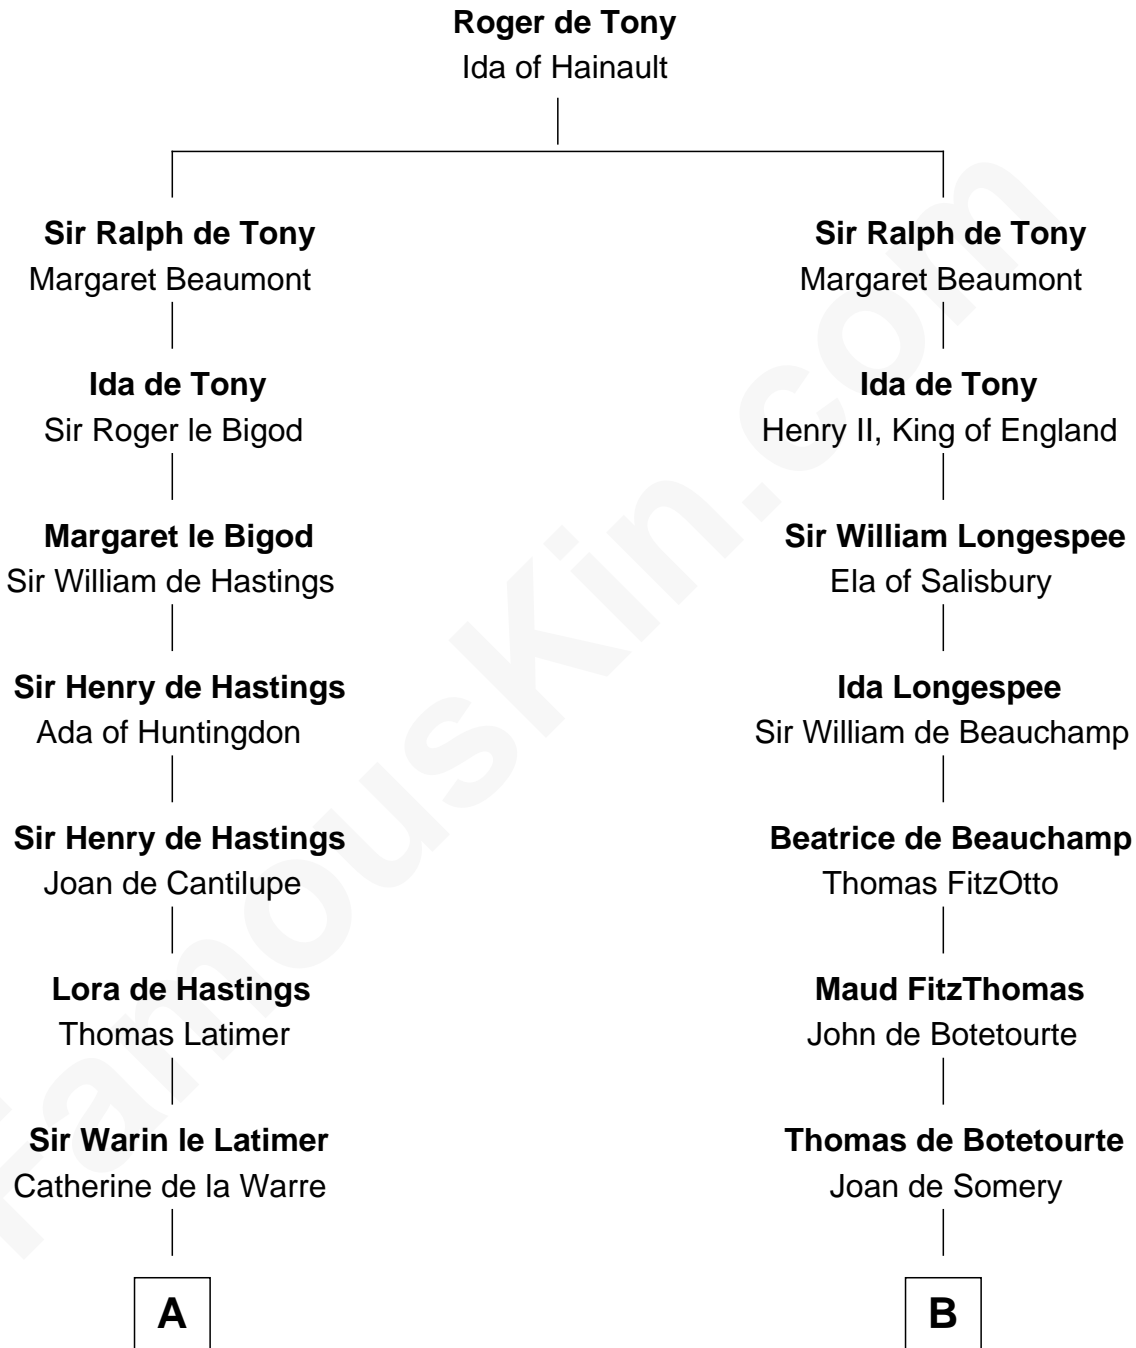 Roger de Tony
Ida of Hainault
Sir Ralph de Tony
Margaret Beaumont
Ida de Tony
Sir Roger le Bigod
Margaret le Bigod
Sir William de Hastings
Sir Henry de Hastings
Ada of Huntingdon
Sir Henry de Hastings
Joan de Cantilupe
Lora de Hastings
Thomas Latimer
Sir Warin le Latimer
Catherine de la Warre
A
Sir Ralph de Tony
Margaret Beaumont
Ida de Tony
Henry II, King of England
Sir William Longespee
Ela of Salisbury
Ida Longespee
Sir William de Beauchamp
Beatrice de Beauchamp
Thomas FitzOtto
Maud FitzThomas
John de Botetourte
Thomas de Botetourte
Joan de Somery
B
FamousKin.com